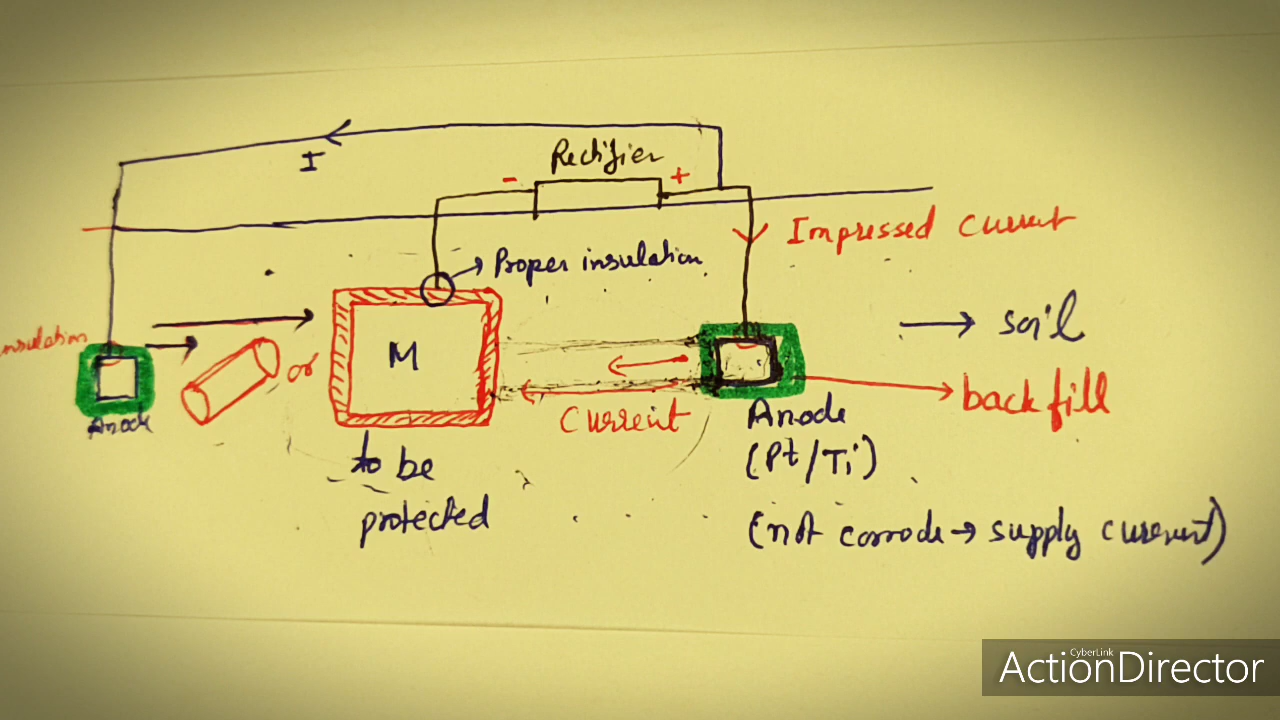 Rectifier
I
-
+
Impressed current
Proper insulation
insulation
M
or
soil
current
back fill
Anode
Anode
(Pt/Ti)
to be
protected
(not corrode → supply current)
CyberLink
ActionDirector